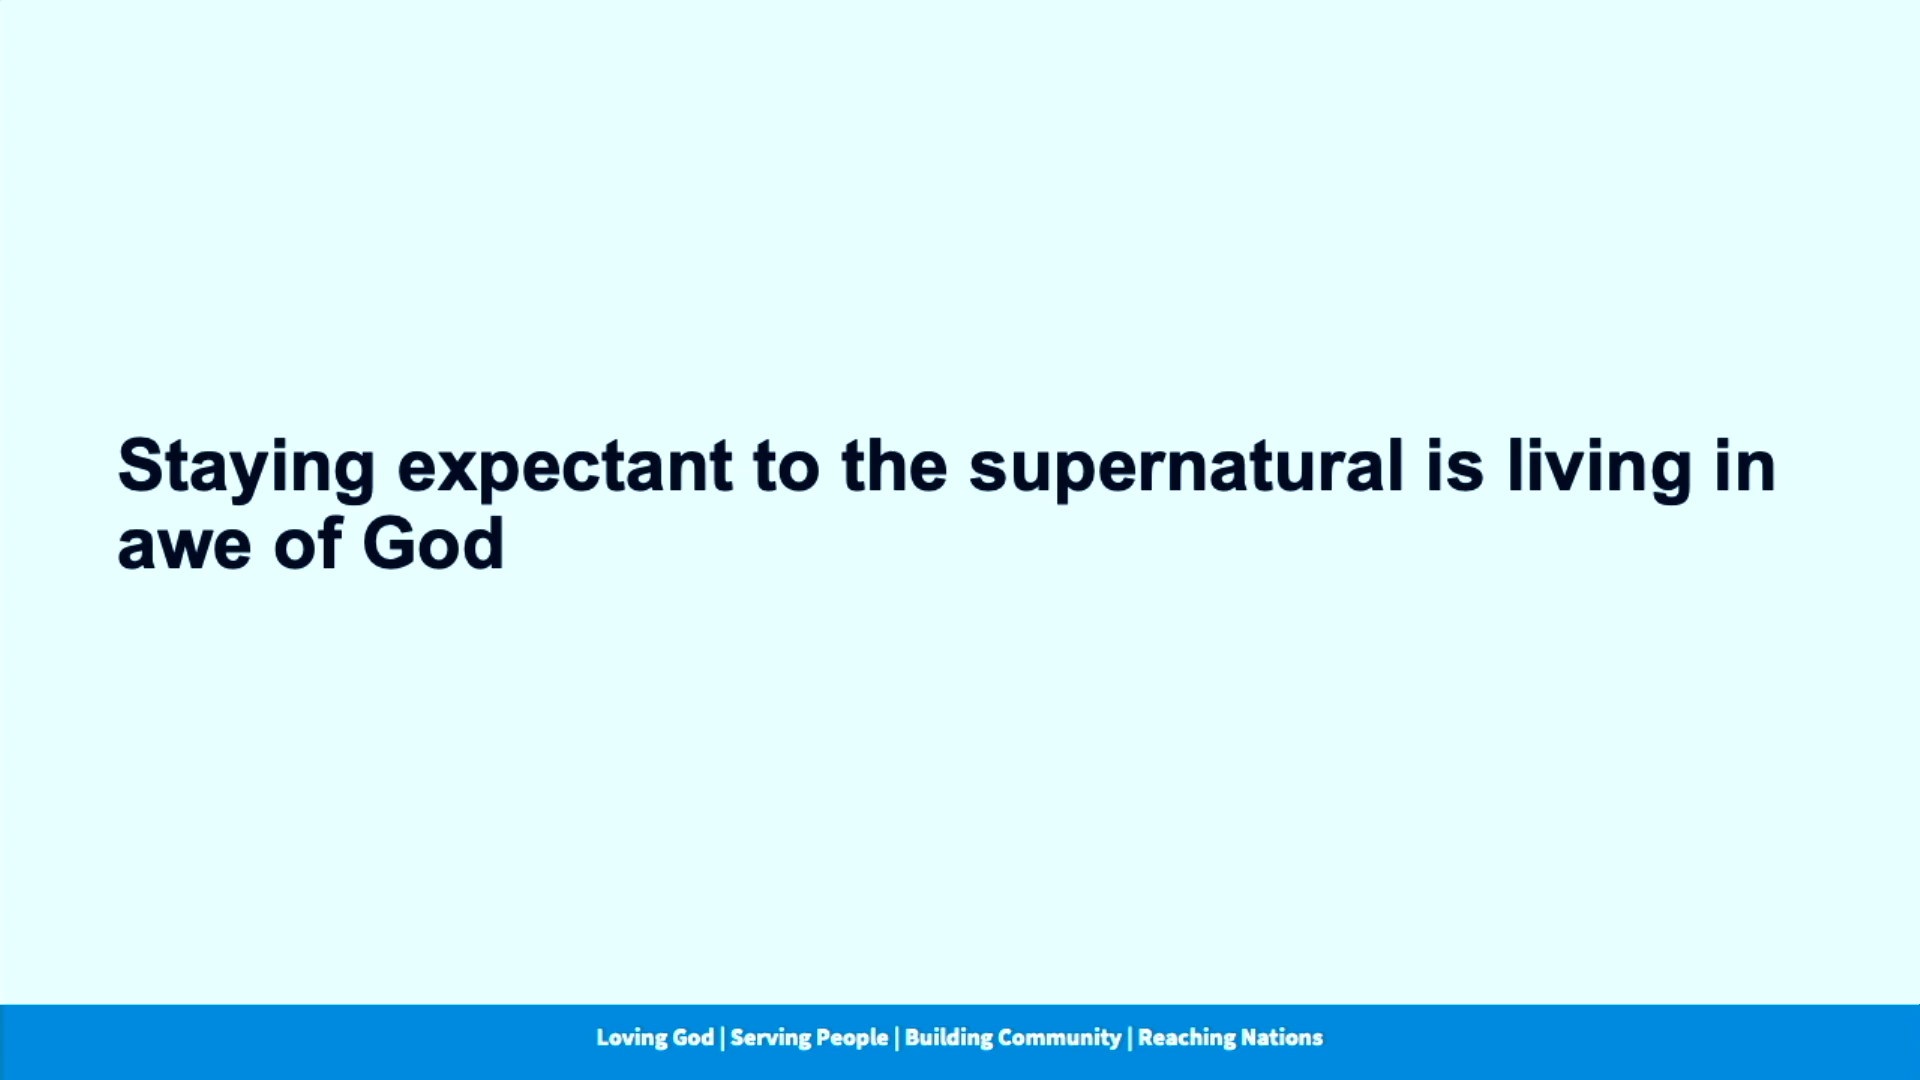 Staying expectant to the supernatural is living in
awe of God
Loving God | Serving People | Building Community | Reaching Nations